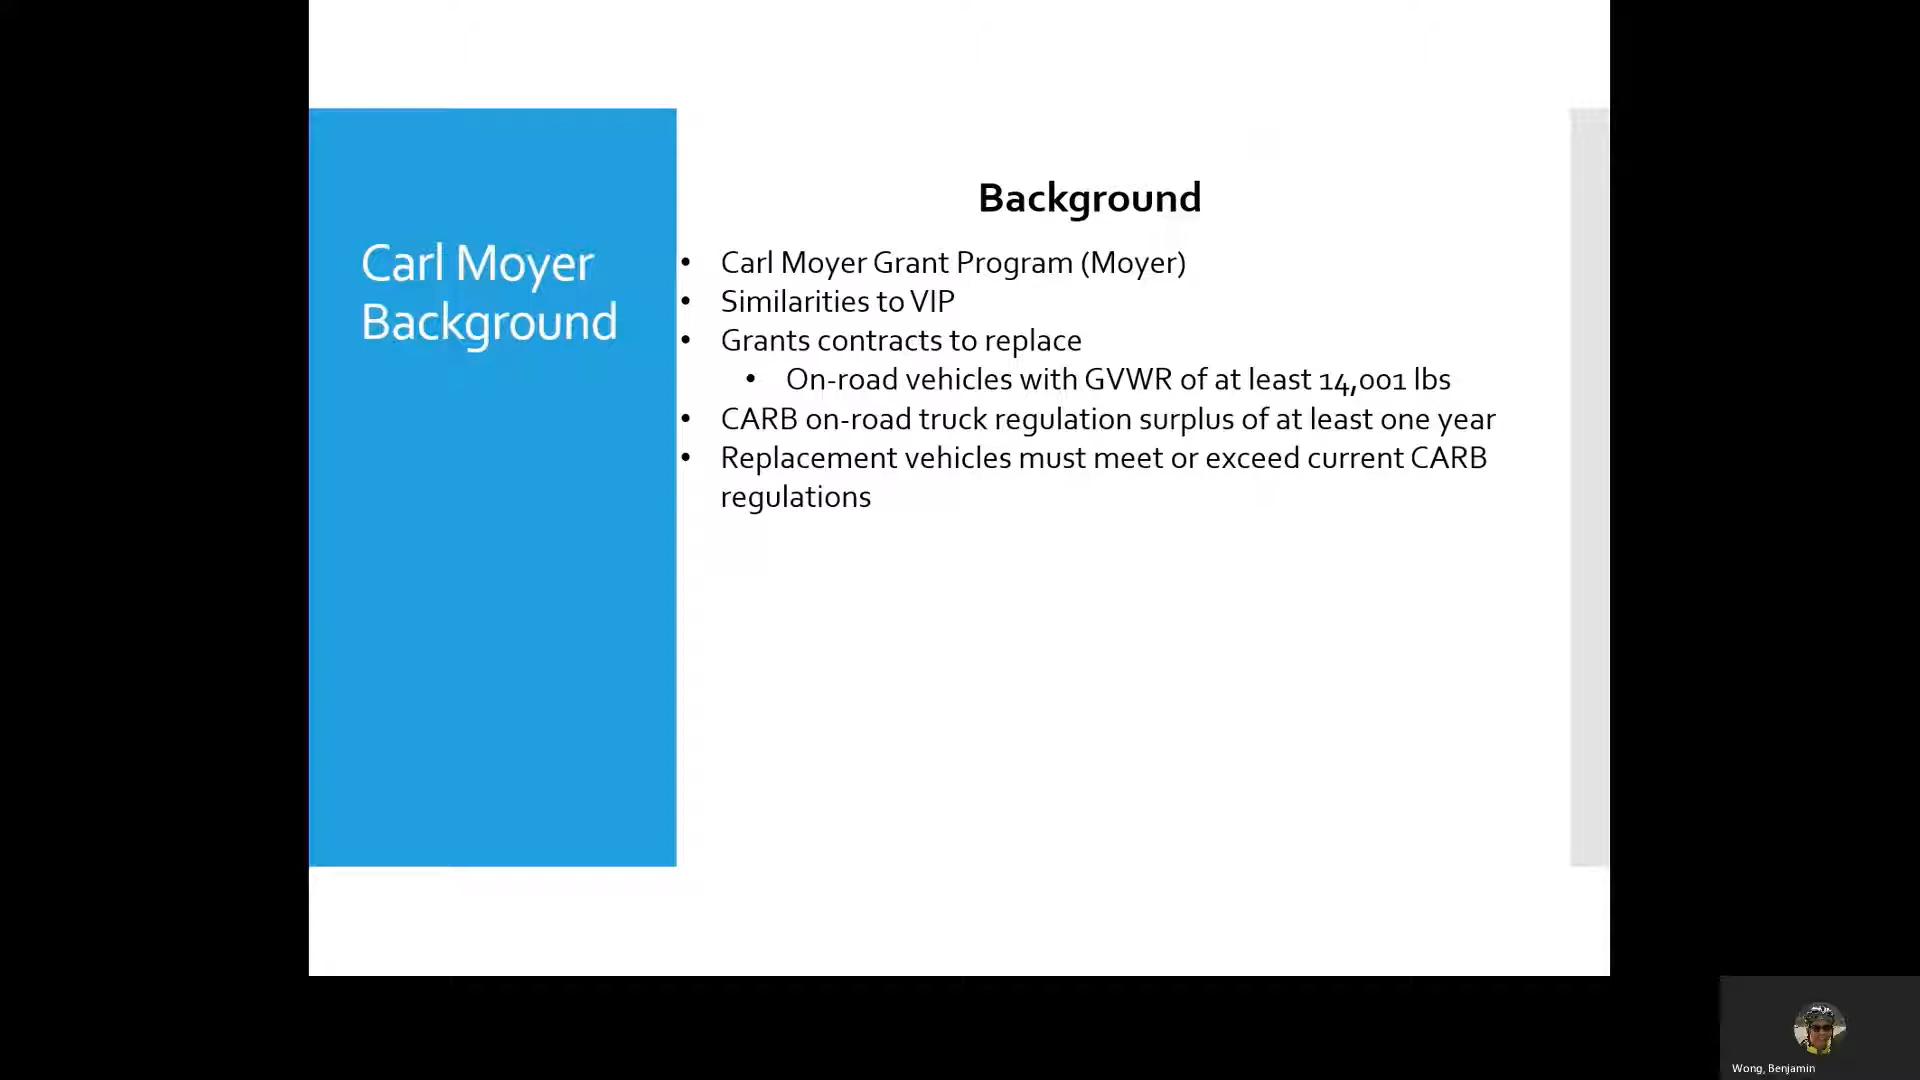 Carl Moyer
Background
Background
• Carl Moyer Grant Program (Moyer)
• Similarities to VIP
• Grants contracts to replace
• On-road vehicles with GVWR of at least 14,001 lbs
• CARB on-road truck regulation surplus of at least one year
• Replacement vehicles must meet or exceed current CARB
regulations
Wong, Benjamin